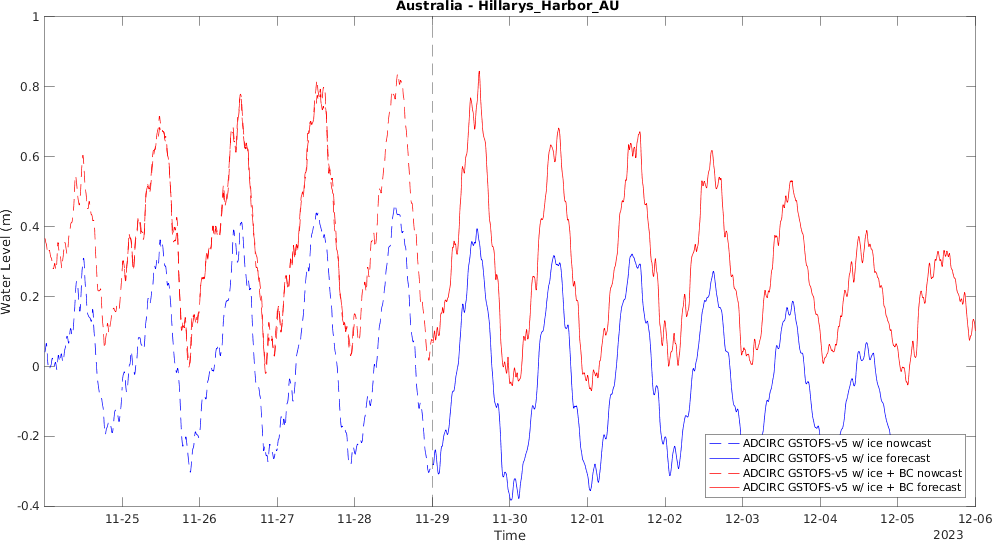 Australia - Hillarys_Harbor_AU
Water Level (m)
1
0.8
0.6
0.4
0.2
0
-0.2
-0.4
ADCIRC GSTOFS-v5 w/ ice nowcast
ADCIRC GSTOFS-v5 w/ ice forecast
ADCIRC GSTOFS-v5 w/ ice + BC nowcast
ADCIRC GSTOFS-v5 w/ ice + BC forecast
11-25 11-26 11-27 11-28 11-29 11-30 12-01 12-02 12-03 12-04 12-05 12-06
Time
2023